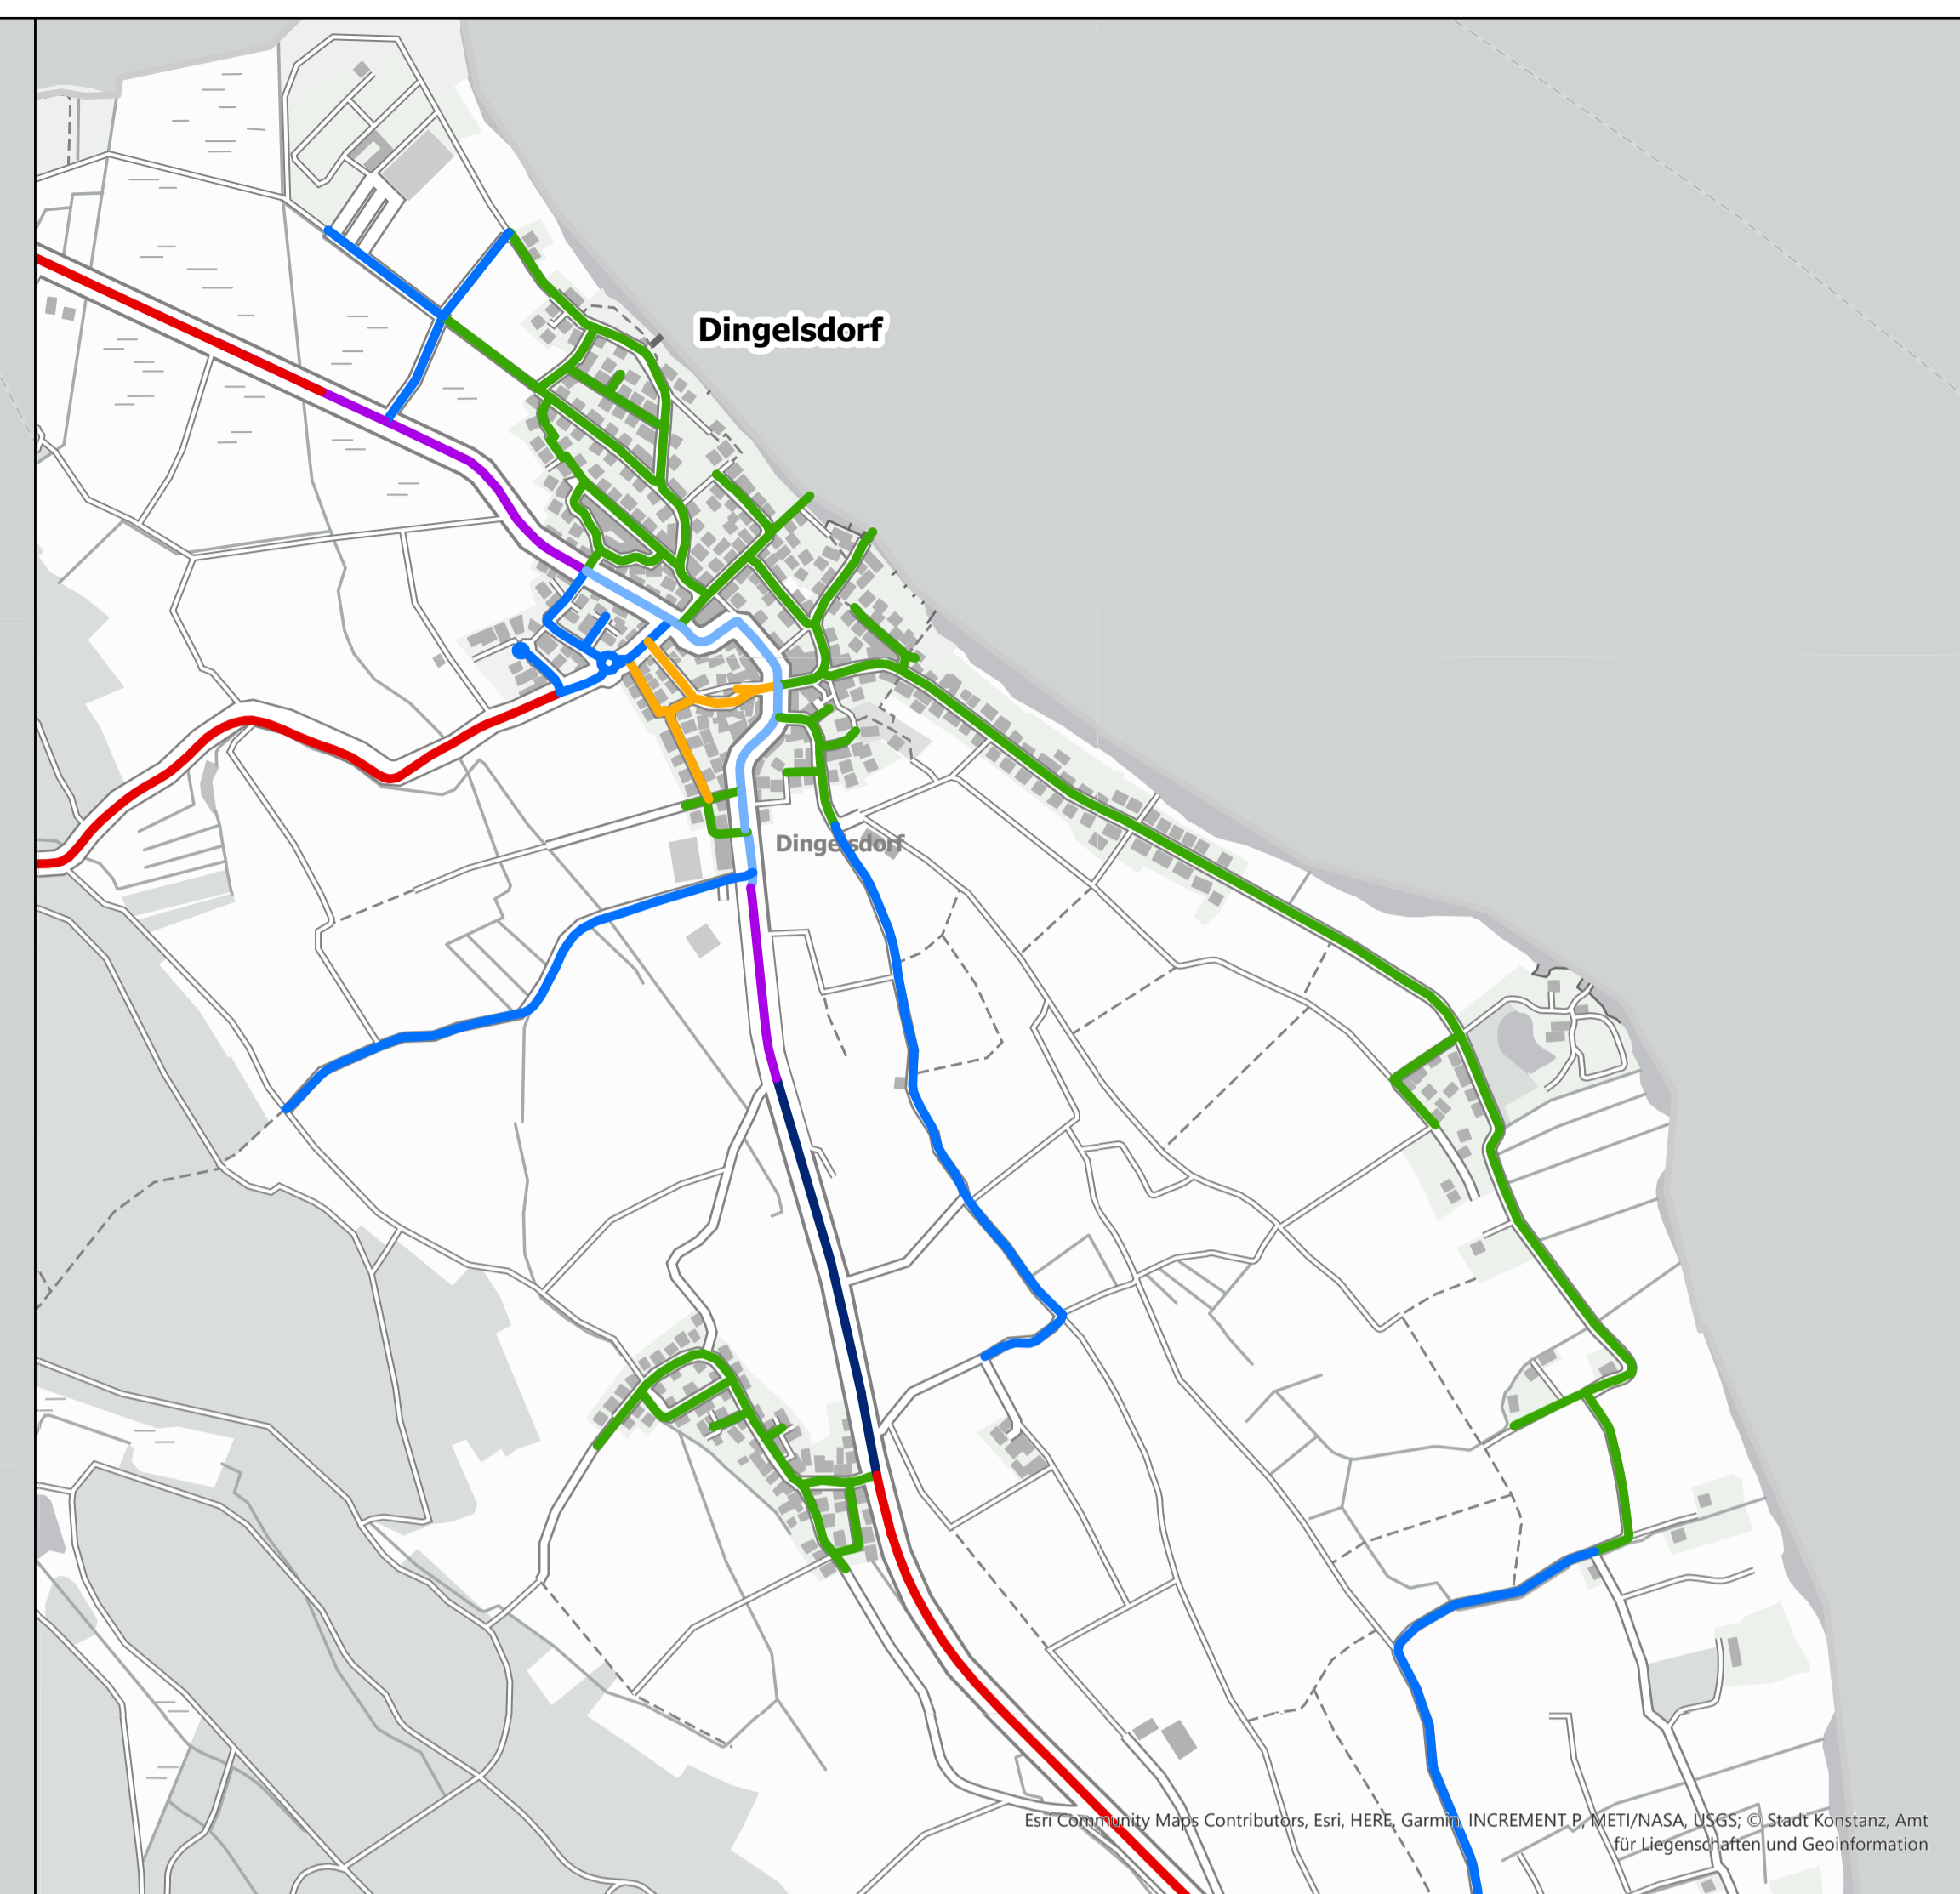 Dingelsdorf
Dingelsdorf
Esri Community Maps Contributors, Esri, HERE, Garmin, INCREMENT P, METI/NASA, USGS; © Stadt Konstanz, Amt
für Liegenschaften und Geoinformation